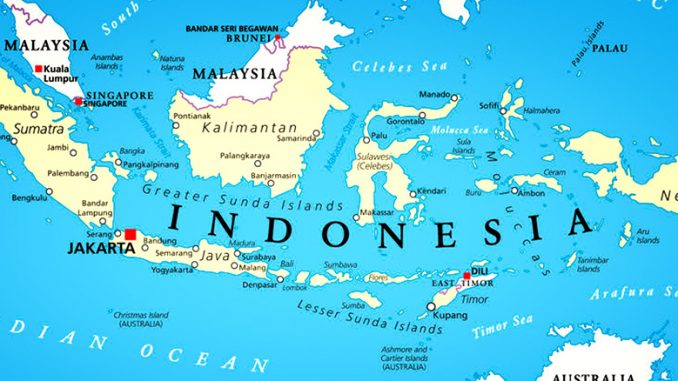 South
MALAYSIA
Kuala
Lumpur
Anambas
Islands
Natuna
Islands
BANDAR SERI BEGAWAN
BRUNEI
MALAYSIA
Celebes Sea
Palau Islands
PALAU
SINGAPORE
SINGAPORE
Pekanbaru
Sumatra
Jambi
Palembang
Bengkulu
Bandar
Lampung
Bangka
Pangkalpinang
Karimata Strait
Pontianak
Kalimantan
Samarinda
Palangkaraya
Banjarmasin
Makassar Strait
Manado
Gorontalo
Palu
Sulawesi
(Celebes)
Kendari
Makassar
Molucca Sea
Sula
Islands
Sofifi
Halmahera
Moluccas
Buru
Ambon
Ceram
Ne
Greater Sunda Islands
INDONESIA
Serang
JAKARTA
Bandung
Semarang
Java
Yogyakarta
Madura
Surabaya
Malang
Bali
Denpasar
Lombok
Sumbawa
Flores
Sumba
Lesser Sunda Islands
DILI
EAST TIMOR
Timor
Kupang
Aru
Islands
Tanimbar
Islands
Arafura Se
Timor Sea
Christmas Island
(AUSTRALIA)
Ashmore and
Cartier Islands
(AUSTRALIA)
DIAN OCEAN
AUSTRALIA